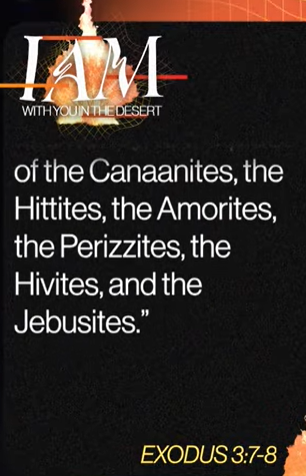 I AM
WITH YOU IN THE DESERT
of the Canaanites, the
Hittites, the Amorites,
the Perizzites, the
Hivites, and the
Jebusites.”
EXODUS 3:7-8